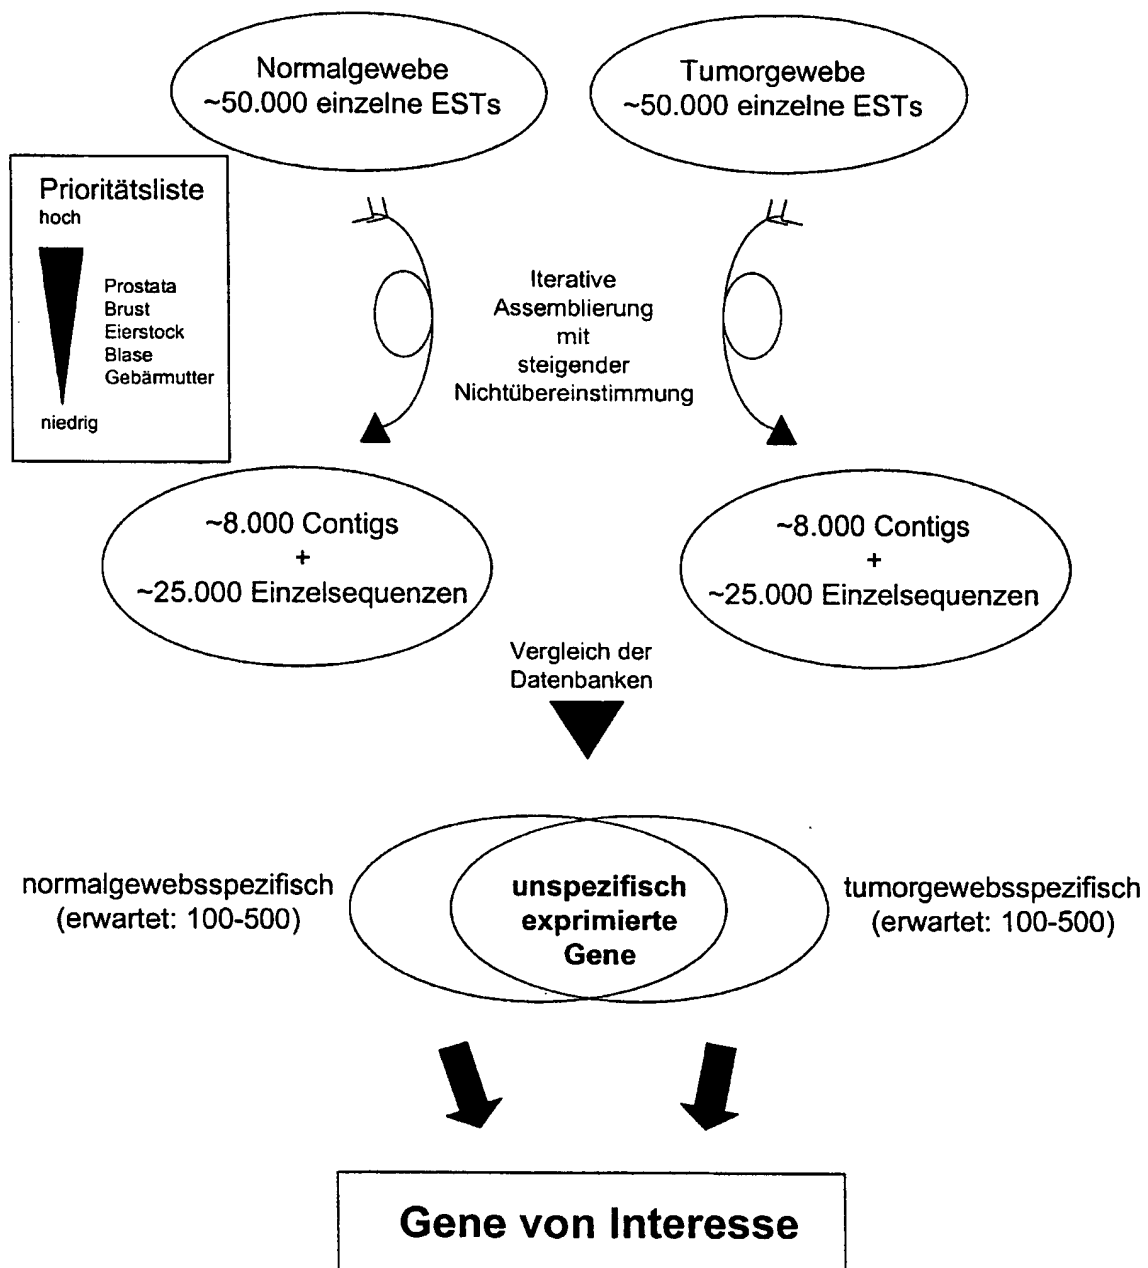 Normalgewebe
~50.000 einzelne ESTs
Tumorgewebe
~50.000 einzelne ESTs
Prioritätsliste
hoch
Prostata
Brust
Eierstock
Blase
Gebärmutter
niedrig
Iterative
Assemblierung
mit
steigender
Nichtübereinstimmung
~8.000 Contigs
+
~25.000 Einzelsequenzen
~8.000 Contigs
+
~25.000 Einzelsequenzen
Vergleich der
Datenbanken
normalgewebsspezifisch
(erwartet: 100-500)
unspezifisch
exprimierte
Gene
tumorgewebsspezifisch
(erwartet: 100-500)
Gene von Interesse